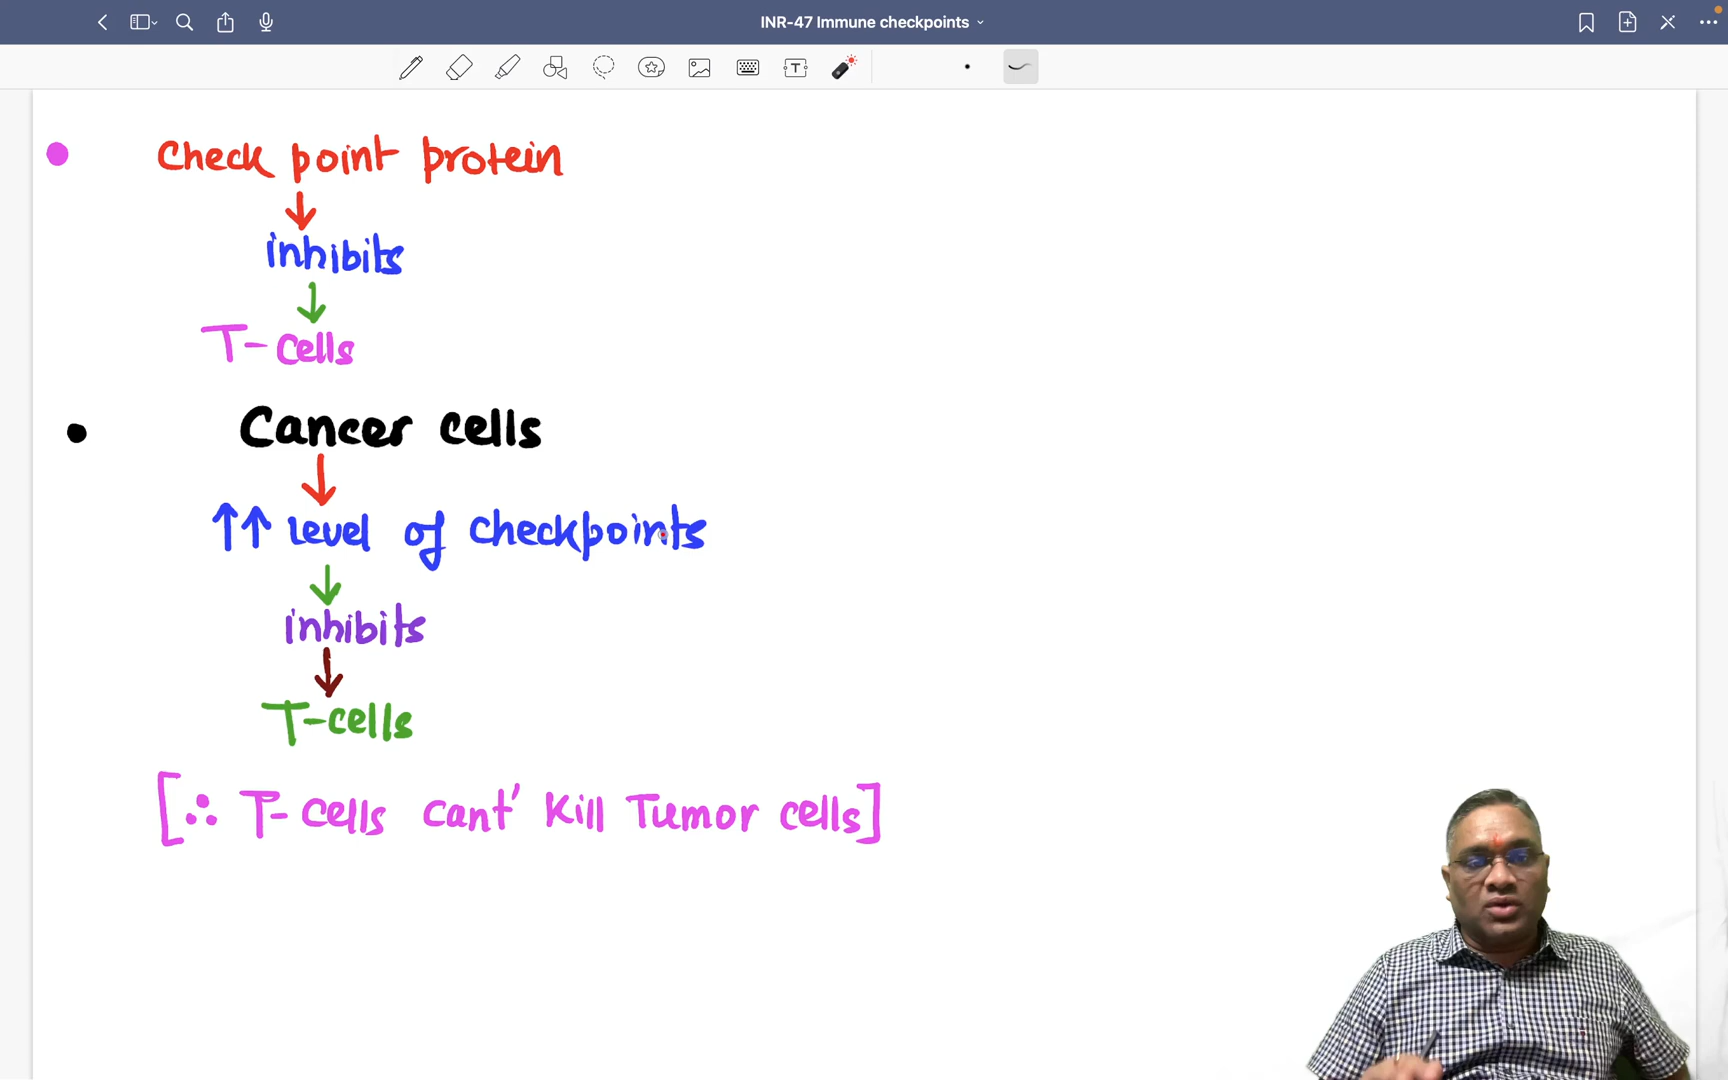 INR-47 Immune checkpoints
Check point protein
↓
inhibits
↓
T-cells
Cancer cells
↓
↑↑ level of checkpoints
↓
inhibits
↓
T-cells
[∴ T-cells cant' Kill Tumor cells]